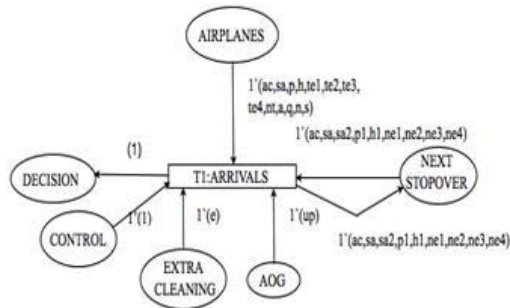 AIRPLANES
1`(ac,sa,p,h,te1,te2,te3,
te4,nt,a,q,n,s)
1`(ac,sa,sa2,p1,h1,ne1,ne2,ne3,ne4)
(1)
DECISION
T1:ARRIVALS
NEXT
STOPOVER
CONTROL
1`(1)
1`(e)
1`(up)
1`(ac,sa,sa2,p1,h1,ne1,ne2,ne3,ne4)
EXTRA
CLEANING
AOG